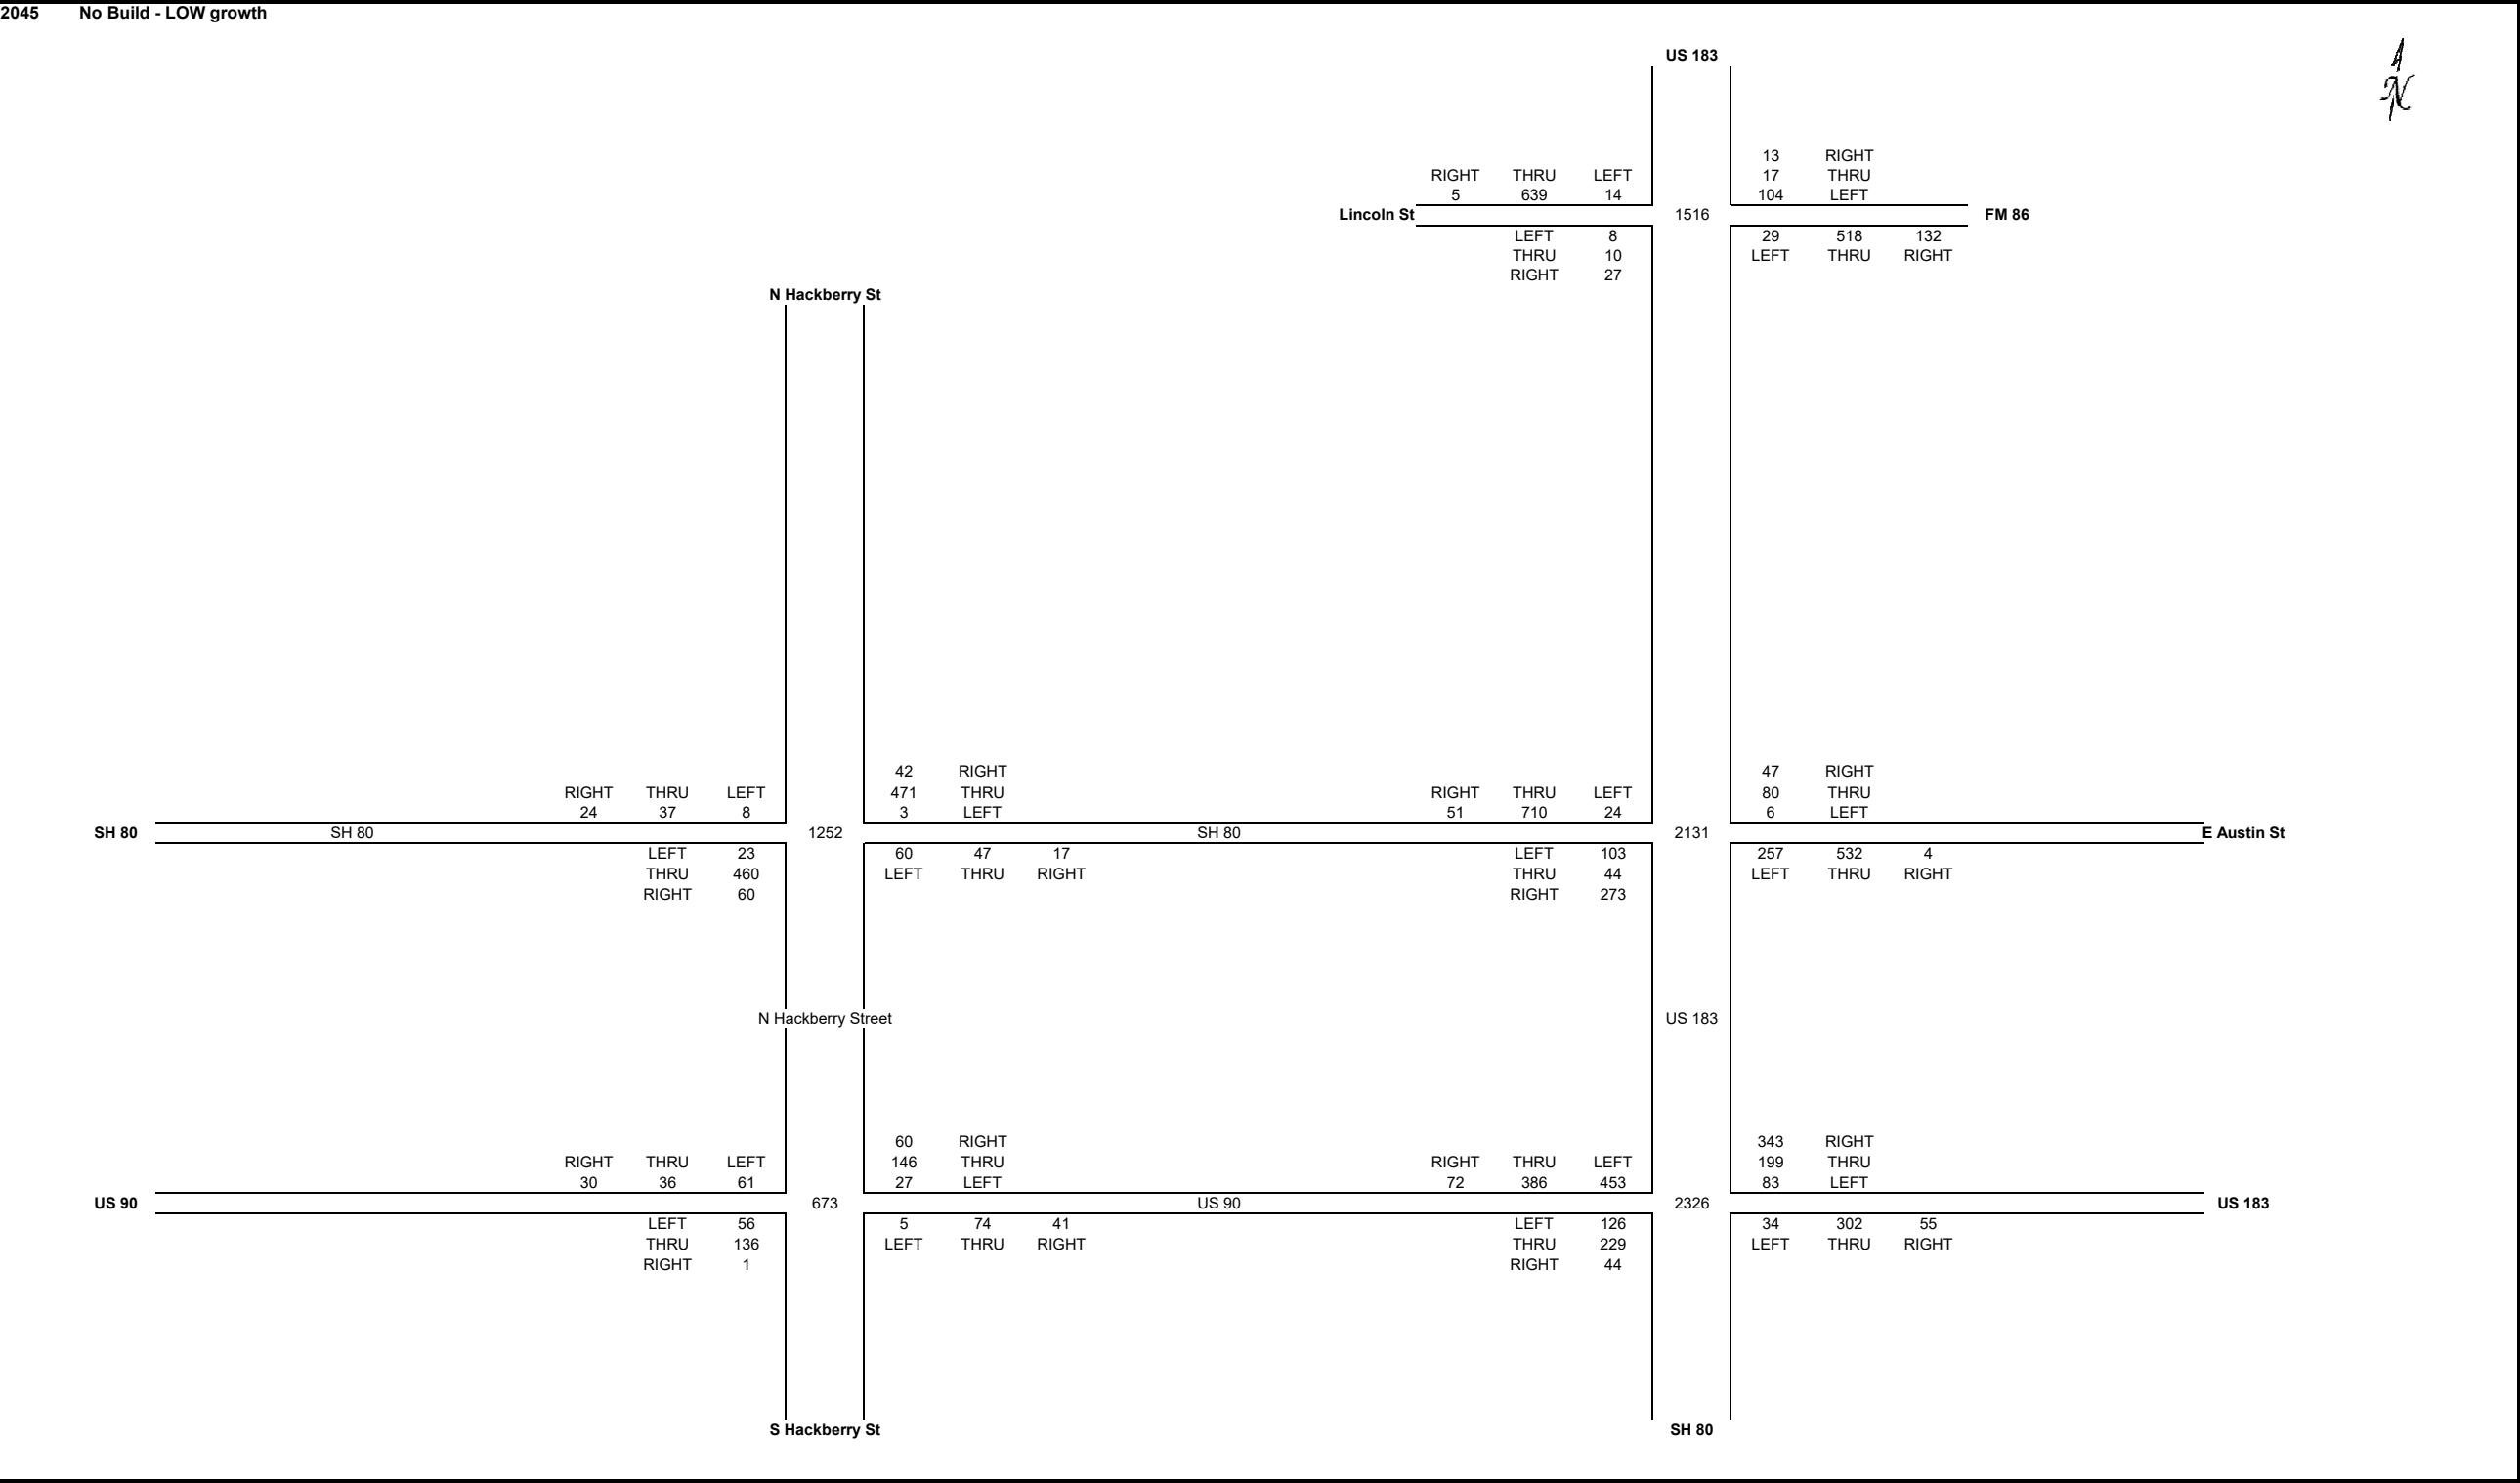 2045 No Build - LOW growth
US 183
N
13 RIGHT
RIGHT THRU LEFT 17 THRU
5 639 14 104 LEFT
Lincoln St 1516 FM 86
LEFT 8 29 518 132
THRU 10 LEFT THRU RIGHT
RIGHT 27
N Hackberry St
42 RIGHT 47 RIGHT
RIGHT THRU LEFT 471 THRU RIGHT THRU LEFT 80 THRU
24 37 8 3 LEFT 51 710 24 6 LEFT
SH 80 SH 80 1252 SH 80 2131 E Austin St
LEFT 23 60 47 17 LEFT 103 257 532 4
THRU 460 LEFT THRU RIGHT THRU 44 LEFT THRU RIGHT
RIGHT 60 RIGHT 273
N Hackberry Street US 183
60 RIGHT 343 RIGHT
RIGHT THRU LEFT 146 THRU RIGHT THRU LEFT 199 THRU
30 36 61 27 LEFT 72 386 453 83 LEFT
US 90 673 US 90 2326 US 183
LEFT 56 5 74 41 LEFT 126 34 302 55
THRU 136 LEFT THRU RIGHT THRU 229 LEFT THRU RIGHT
RIGHT 1 RIGHT 44
S Hackberry St SH 80